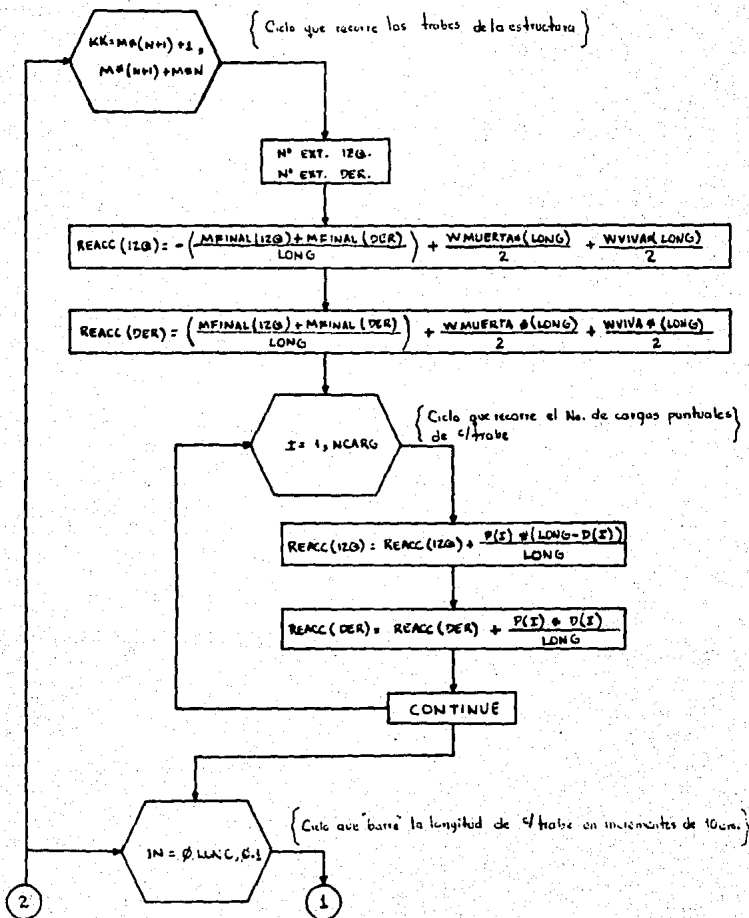 KK=M*(N+1)+1,
M*(N+1)+M*N
{Ciclo que recorre las trabes de la estructura}
Nº EXT. IZQ.
Nº EXT. DER.
REACC(IZQ) = -((MFINAL(IZQ)+MFINAL(DER))/LONG) + WMUERTA*(LONG)/2 + WVIVA*(LONG)/2
REACC(DER) = ((MFINAL(IZQ)+MFINAL(DER))/LONG) + WMUERTA*(LONG)/2 + WVIVA*(LONG)/2
I = 1, NCARG
{Ciclo que recorre el No. de cargas puntuales
de c/trabe}
REACC(IZQ) = REACC(IZQ) + P(I)*(LONG-D(I))/LONG
REACC(DER) = REACC(DER) + P(I)*D(I)/LONG
CONTINUE
{Ciclo que "barre" la longitud de c/trabe en incrementos de 10cm.}
IN = Ø, LONG, 0.1
2
1